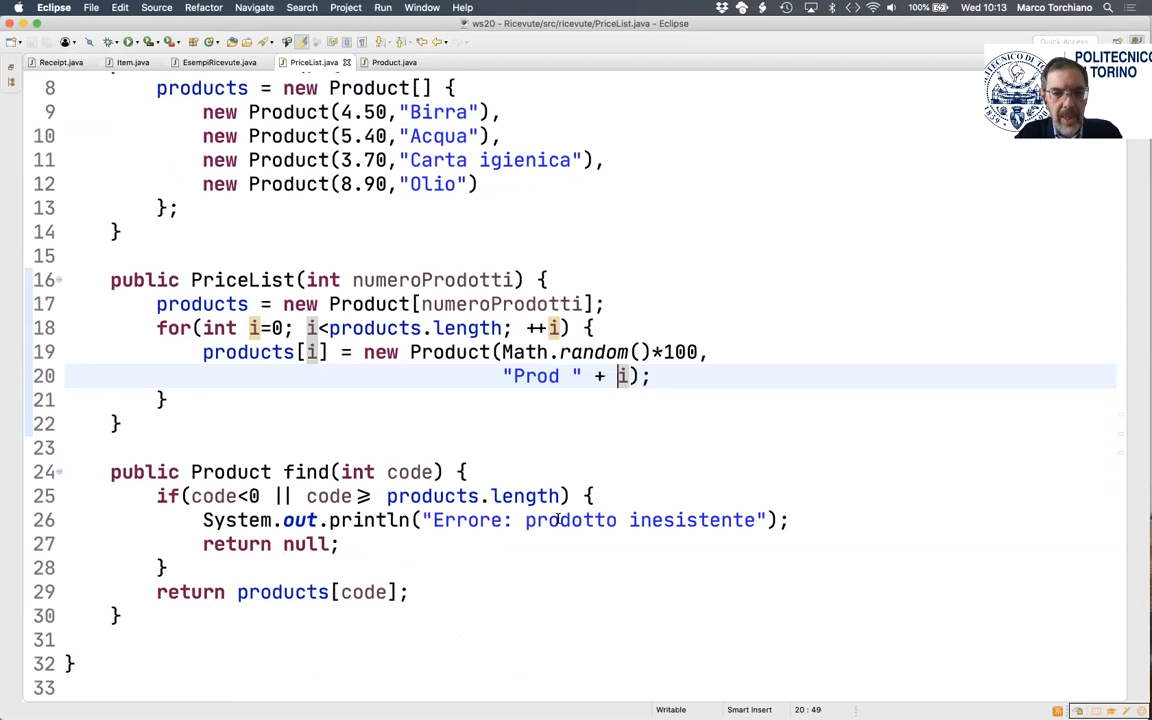 Eclipse File Edit Source Refactor Navigate Search Project Run Window Help 100% Wed 10:13 Marco Torchiano
ws20 - Ricevute/src/ricevute/PriceList.java - Eclipse
Quick Access
Receipt.java Item.java EsempiRicevute.java PriceList.java Product.java
POLITECNICO
DI TORINO
8 products = new Product[] {
9 new Product(4.50,"Birra"),
10 new Product(5.40,"Acqua"),
11 new Product(3.70,"Carta igienica"),
12 new Product(8.90,"Olio")
13 };
14 }
15
16 public PriceList(int numeroProdotti) {
17 products = new Product[numeroProdotti];
18 for(int i=0; i<products.length; ++i) {
19 products[i] = new Product(Math.random()*100,
20 "Prod " + i);
21 }
22 }
23
24 public Product find(int code) {
25 if(code<0 || code⩾ products.length) {
26 System.out.println("Errore: prodotto inesistente");
27 return null;
28 }
29 return products[code];
30 }
31
32 }
33
Writable Smart Insert 20 : 49